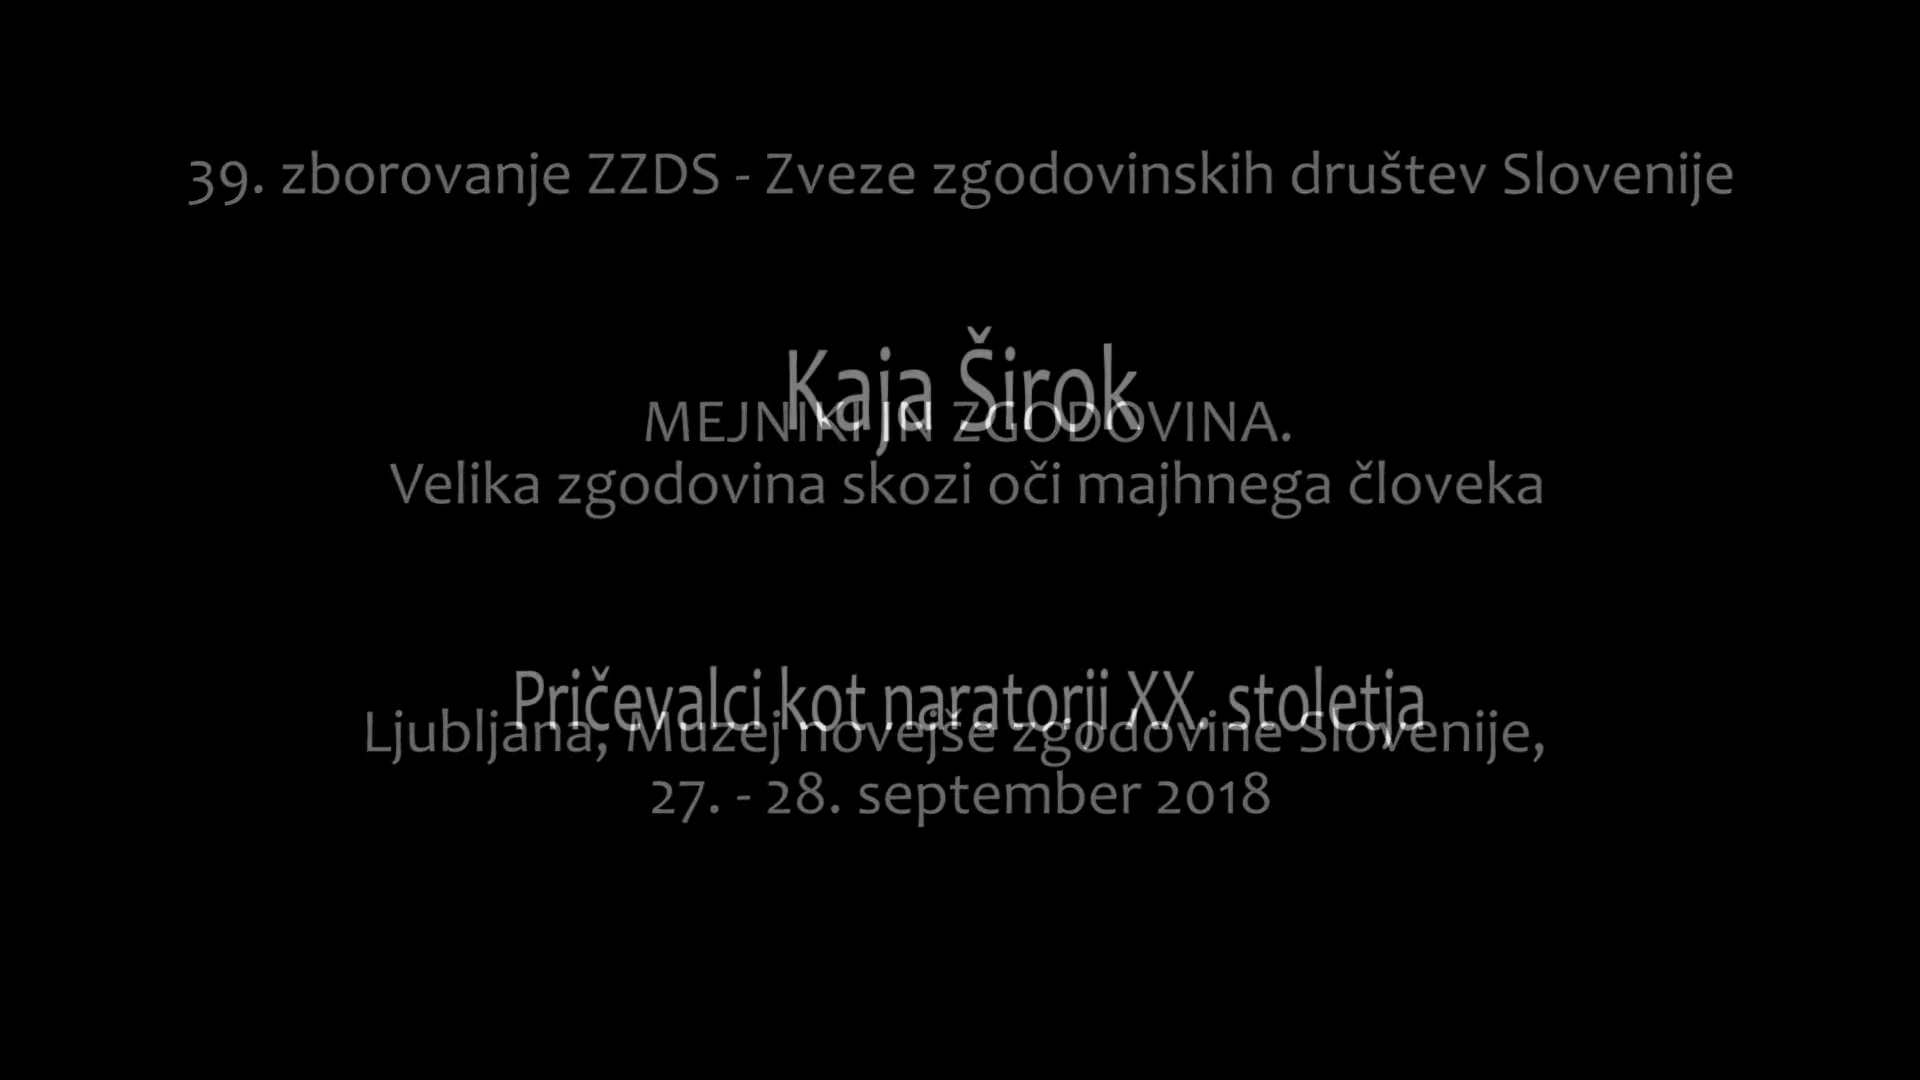 39. zborovanje ZZDS - Zveze zgodovinskih društev Slovenije
Kaja Širok
MEJNIKI IN ZGODOVINA.
Velika zgodovina skozi oči majhnega človeka
Pričevalci kot naratorji XX. stoletja
Ljubljana, Muzej novejše zgodovine Slovenije,
27. - 28. september 2018